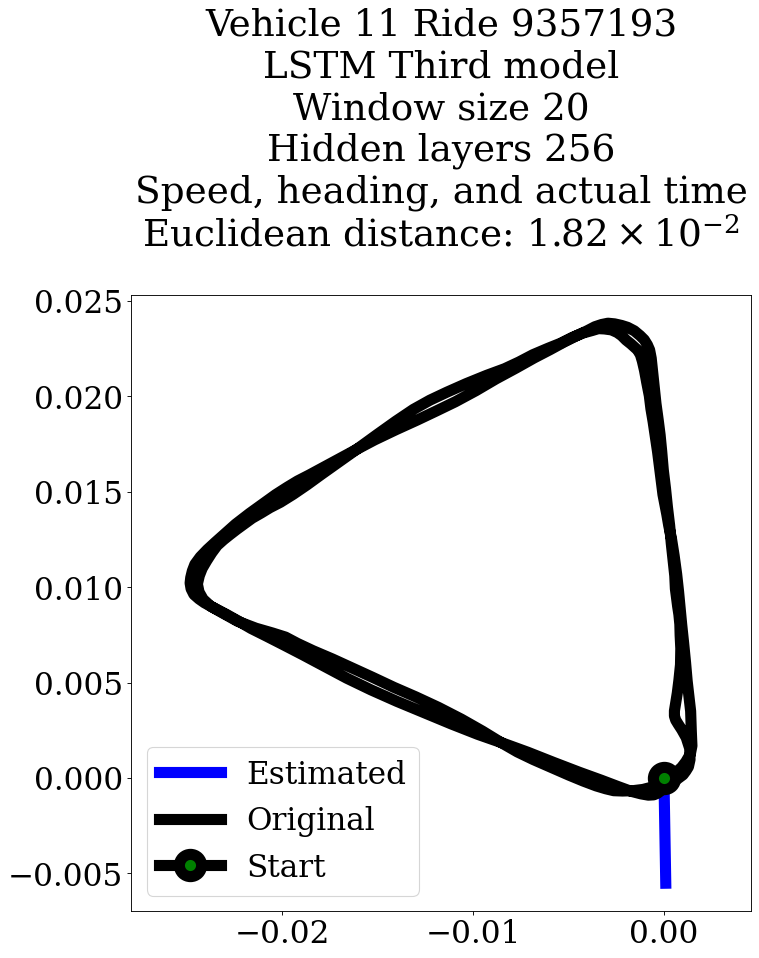 Vehicle 11 Ride 9357193
LSTM Third model
Window size 20
Hidden layers 256
Speed, heading, and actual time
Euclidean distance: 1.82 × 10⁻²
0.025
0.020
0.015
0.010
0.005
0.000
−0.005
Estimated
Original
Start
−0.02
−0.01
0.00